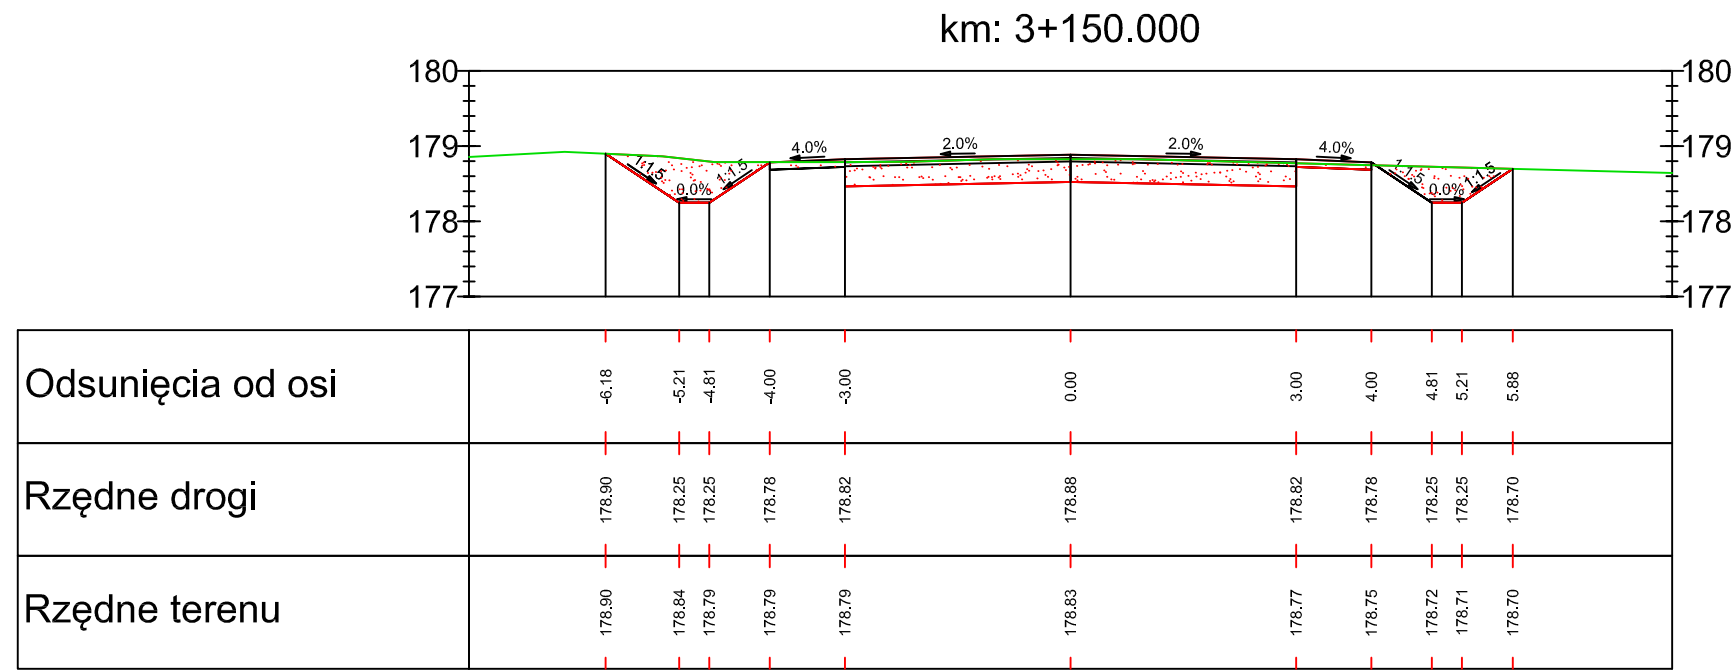 km: 3+150.000
180 180
179 179
178 178
177 177
4.0% 2.0% 2.0% 4.0%
1:1.5 0.0% 1:1.5 1:1.5 0.0% 1:1.5
Odsunięcia od osi -6.18 -5.21 -4.81 -4.00 -3.00 0.00 3.00 4.00 4.81 5.21 5.88
Rzędne drogi 178.90 178.25 178.25 178.78 178.82 178.88 178.82 178.78 178.25 178.25 178.70
Rzędne terenu 178.90 178.84 178.79 178.79 178.79 178.83 178.77 178.75 178.72 178.71 178.70